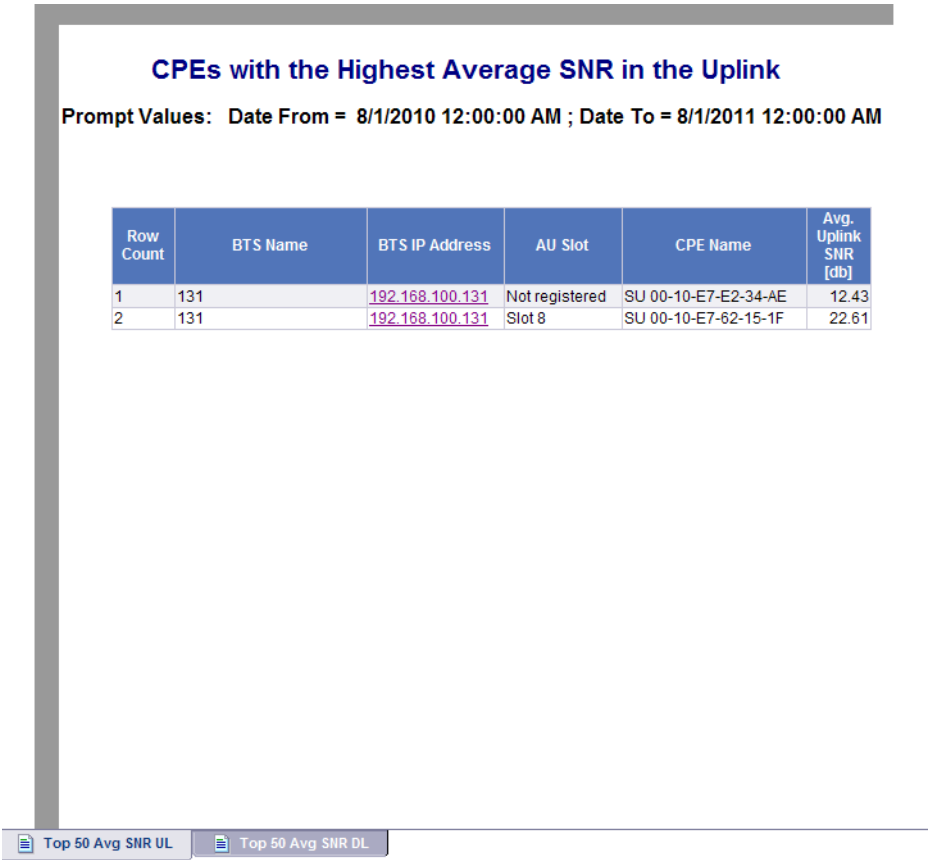 CPEs with the Highest Average SNR in the Uplink
Prompt Values: Date From = 8/1/2010 12:00:00 AM ; Date To = 8/1/2011 12:00:00 AM
Row Count BTS Name BTS IP Address AU Slot CPE Name Avg. Uplink SNR [db]
1 131 192.168.100.131 Not registered SU 00-10-E7-E2-34-AE 12.43
2 131 192.168.100.131 Slot 8 SU 00-10-E7-62-15-1F 22.61
Top 50 Avg SNR UL Top 50 Avg SNR DL